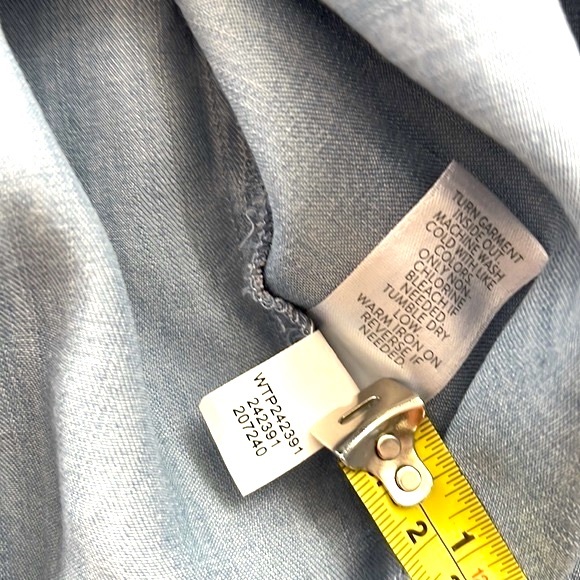 TURN GARMENT
INSIDE OUT.
MACHINE WASH
COLD WITH LIKE
COLORS.
ONLY NON-
CHLORINE
BLEACH IF
NEEDED.
TUMBLE DRY
LOW.
WARM IRON ON
REVERSE IF
NEEDED.
WTP242391
242391
207240
2
1